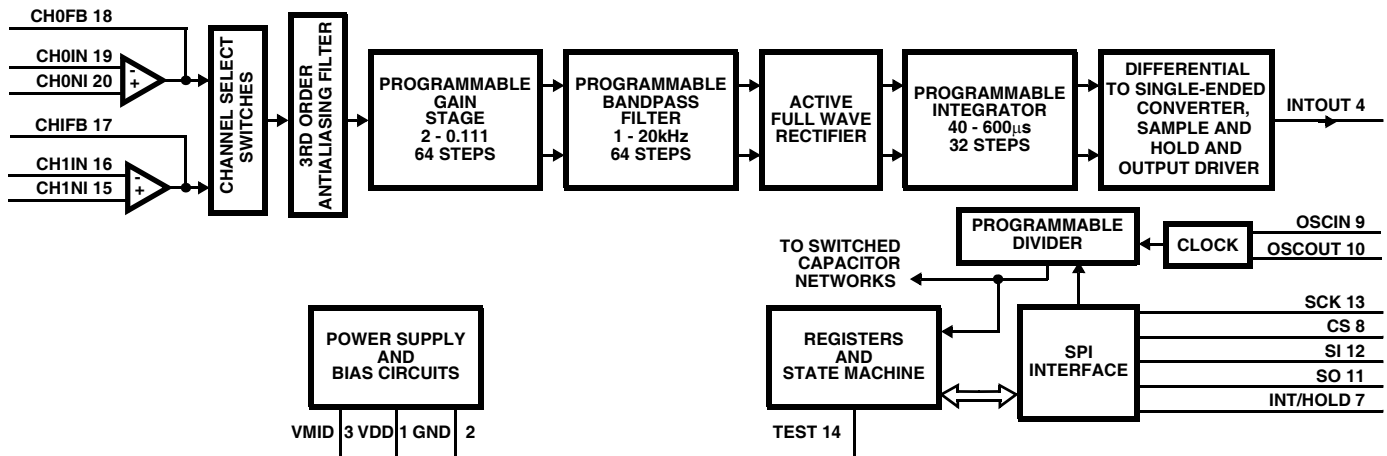 CH0FB 18
CH0IN 19
CH0NI 20
CHIFB 17
CH1IN 16
CH1NI 15
-
+
-
+
CHANNEL SELECT
SWITCHES
3RD ORDER
ANTIALIASING FILTER
PROGRAMMABLE
GAIN
STAGE
2 - 0.111
64 STEPS
PROGRAMMABLE
BANDPASS
FILTER
1 - 20kHz
64 STEPS
ACTIVE
FULL WAVE
RECTIFIER
PROGRAMMABLE
INTEGRATOR
40 - 600µs
32 STEPS
DIFFERENTIAL
TO SINGLE-ENDED
CONVERTER,
SAMPLE AND
HOLD AND
OUTPUT DRIVER
INTOUT 4
PROGRAMMABLE
DIVIDER
CLOCK
OSCIN 9
OSCOUT 10
TO SWITCHED
CAPACITOR
NETWORKS
POWER SUPPLY
AND
BIAS CIRCUITS
VMID 3 VDD 1 GND 2
REGISTERS
AND
STATE MACHINE
TEST 14
SPI
INTERFACE
SCK 13
CS 8
SI 12
SO 11
INT/HOLD 7